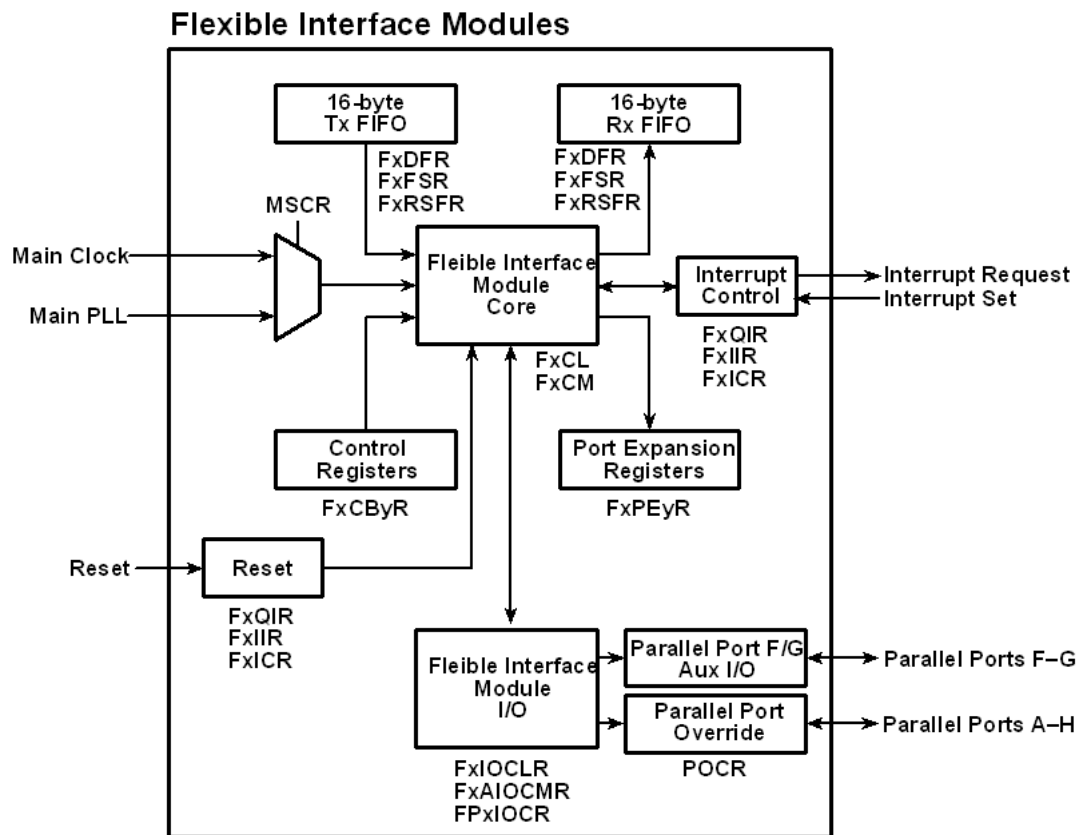 Flexible Interface Modules
16-byte
Tx FIFO
16-byte
Rx FIFO
FxDFR
FxFSR
FxRSFR
FxDFR
FxFSR
FxRSFR
MSCR
Main Clock
Main PLL
Fleible Interface
Module
Core
Interrupt
Control
Interrupt Request
Interrupt Set
FxQIR
FxIIR
FxICR
FxCL
FxCM
Control
Registers
FxCByR
Port Expansion
Registers
FxPEyR
Reset
Reset
FxQIR
FxIIR
FxICR
Fleible Interface
Module
I/O
FxIOCLR
FxAIOCMR
FPxIOCR
Parallel Port F/G
Aux I/O
Parallel Ports F–G
Parallel Port
Override
POCR
Parallel Ports A–H